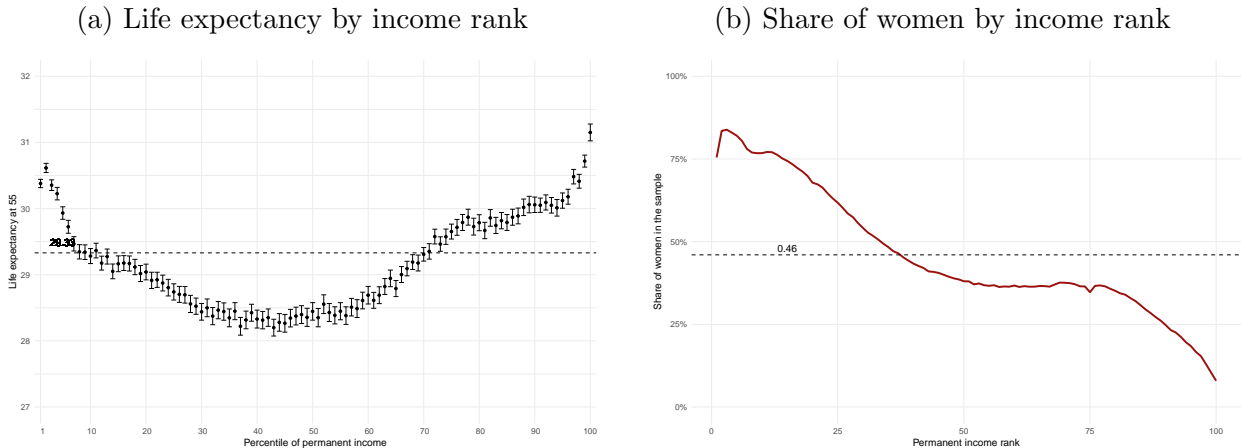 (a) Life expectancy by income rank
32
31
30
29
28
27
Life expectancy at 55
29.33
1 10 20 30 40 50 60 70 80 90 100
Percentile of permanent income
(b) Share of women by income rank
100%
75%
50%
25%
0%
Share of women in the sample
0.46
0 25 50 75 100
Permanent income rank